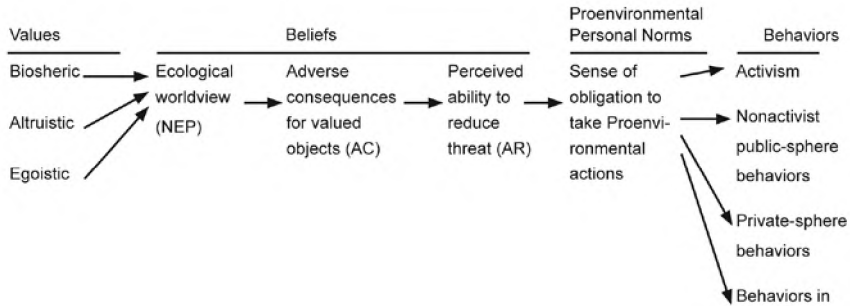 Values
Beliefs
Proenvironmental
Personal Norms
Behaviors
Biosheric
Altruistic
Egoistic
Ecological
worldview
(NEP)
Adverse
consequences
for valued
objects (AC)
Perceived
ability to
reduce
threat (AR)
Sense of
obligation to
take Proenvi-
ronmental
actions
Activism
Nonactivist
public-sphere
behaviors
Private-sphere
behaviors
Behaviors in